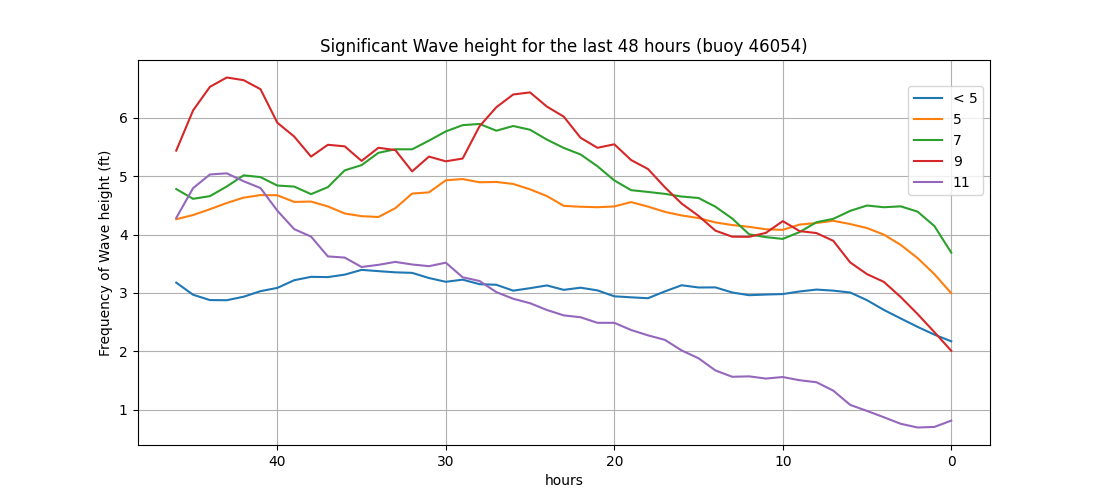 Significant Wave height for the last 48 hours (buoy 46054)
Frequency of Wave height (ft)
6
5
4
3
2
1
< 5
5
7
9
11
40 30 20 10 0
hours